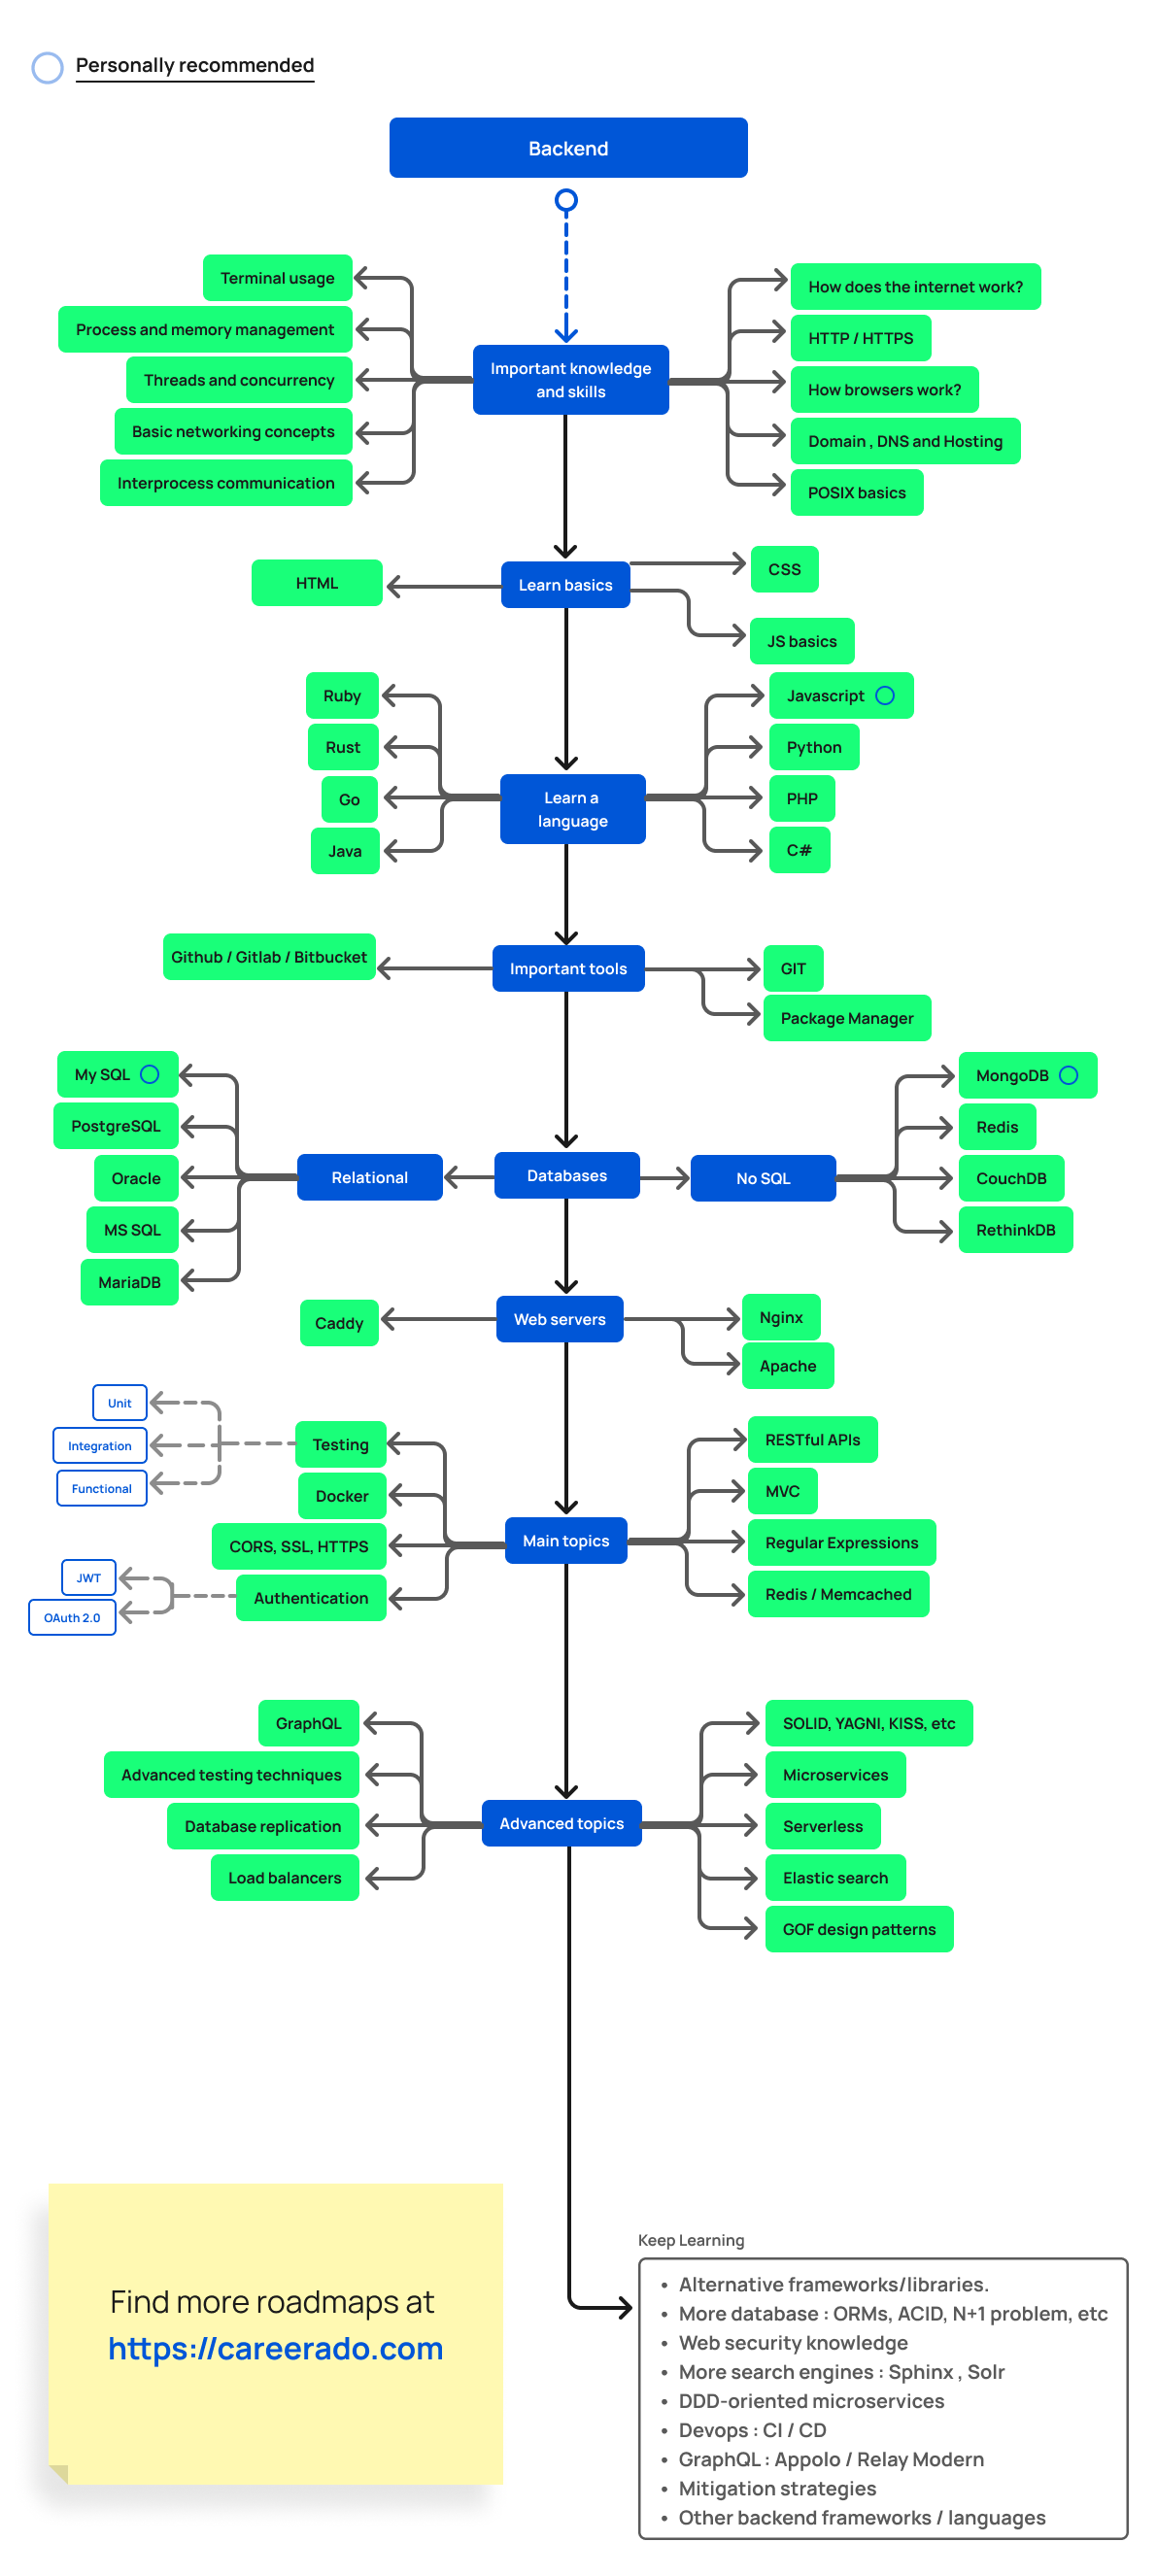 Personally recommended
Backend
Terminal usage
Process and memory management
Threads and concurrency
Basic networking concepts
Interprocess communication
Important knowledge
and skills
How does the internet work?
HTTP / HTTPS
How browsers work?
Domain , DNS and Hosting
POSIX basics
HTML
Learn basics
CSS
JS basics
Ruby
Rust
Go
Java
Learn a
language
Javascript
Python
PHP
C#
Github / Gitlab / Bitbucket
Important tools
GIT
Package Manager
My SQL
PostgreSQL
Oracle
MS SQL
MariaDB
Relational
Databases
No SQL
MongoDB
Redis
CouchDB
RethinkDB
Caddy
Web servers
Nginx
Apache
Unit
Integration
Functional
Testing
Docker
CORS, SSL, HTTPS
Authentication
JWT
OAuth 2.0
Main topics
RESTful APIs
MVC
Regular Expressions
Redis / Memcached
GraphQL
Advanced testing techniques
Database replication
Load balancers
Advanced topics
SOLID, YAGNI, KISS, etc
Microservices
Serverless
Elastic search
GOF design patterns
Find more roadmaps at
https://careerado.com
Keep Learning
• Alternative frameworks/libraries.
• More database : ORMs, ACID, N+1 problem, etc
• Web security knowledge
• More search engines : Sphinx , Solr
• DDD-oriented microservices
• Devops : CI / CD
• GraphQL : Appolo / Relay Modern
• Mitigation strategies
• Other backend frameworks / languages